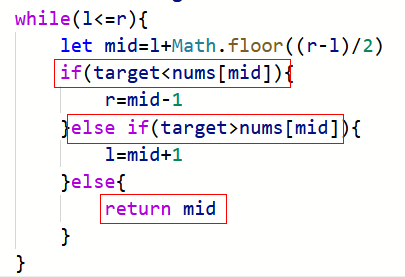 while(l<=r){
let mid=l+Math.floor((r-l)/2)
if(target<nums[mid]){
r=mid-1
}else if(target>nums[mid]){
l=mid+1
}else{
return mid
}
}